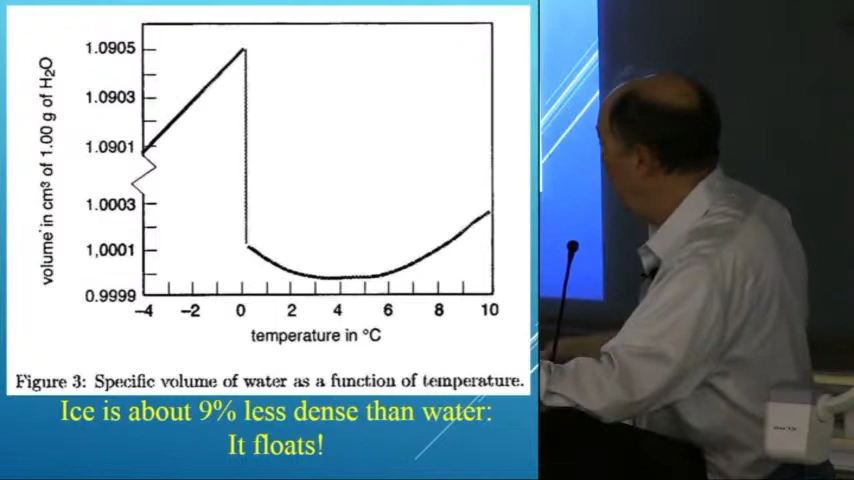 1.0905
1.0903
1.0901
1.0003
1,0001
0.9999
volume in cm³ of 1.00 g of H₂O
−4 −2 0 2 4 6 8 10
temperature in °C
Figure 3: Specific volume of water as a function of temperature.
Ice is about 9% less dense than water:
It floats!